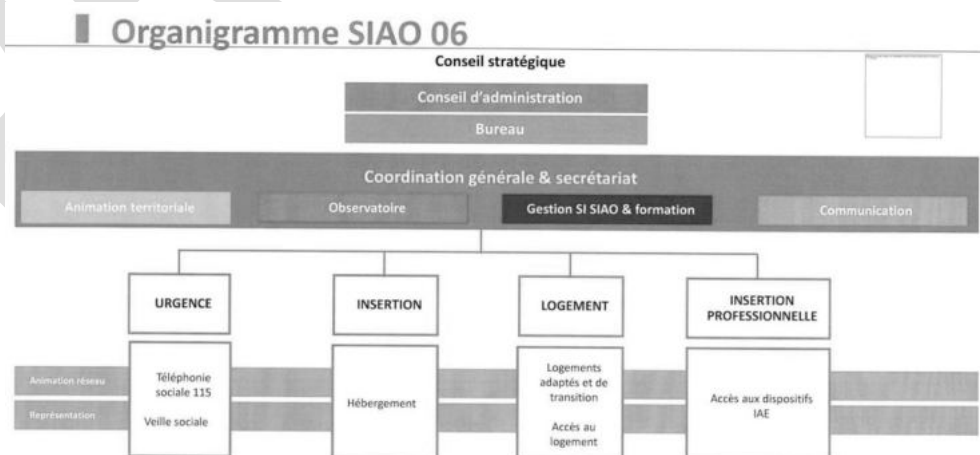 Organigramme SIAO 06
Conseil stratégique
Conseil d'administration
Bureau
Coordination générale & secrétariat
Animation territoriale
Observatoire
Gestion SI SIAO & formation
Communication
URGENCE
INSERTION
LOGEMENT
INSERTION
PROFESSIONNELLE
Animation réseau
Représentation
Téléphonie
sociale 115
Veille sociale
Hébergement
Logements
adaptés et de
transition
Accès au
logement
Accès aux dispositifs
IAE